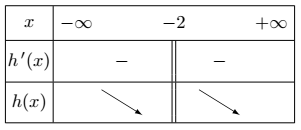 x −∞ −2 +∞
h′(x) − −
h(x)